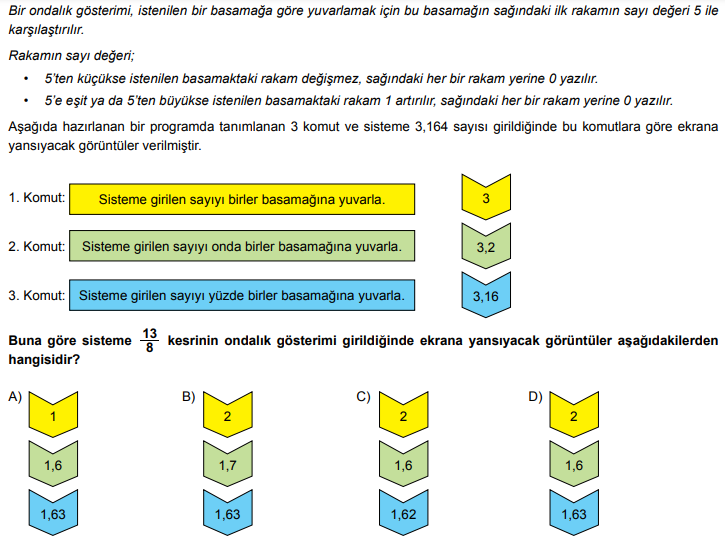 Bir ondalık gösterimi, istenilen bir basamağa göre yuvarlamak için bu basamağın sağındaki ilk rakamın sayı değeri 5 ile
karşılaştırılır.
Rakamın sayı değeri;
• 5'ten küçükse istenilen basamaktaki rakam değişmez, sağındaki her bir rakam yerine 0 yazılır.
• 5'e eşit ya da 5'ten büyükse istenilen basamaktaki rakam 1 artırılır, sağındaki her bir rakam yerine 0 yazılır.
Aşağıda hazırlanan bir programda tanımlanan 3 komut ve sisteme 3,164 sayısı girildiğinde bu komutlara göre ekrana
yansıyacak görüntüler verilmiştir.
1. Komut: Sisteme girilen sayıyı birler basamağına yuvarla. 3
2. Komut: Sisteme girilen sayıyı onda birler basamağına yuvarla. 3,2
3. Komut: Sisteme girilen sayıyı yüzde birler basamağına yuvarla. 3,16
Buna göre sisteme 13/8 kesrinin ondalık gösterimi girildiğinde ekrana yansıyacak görüntüler aşağıdakilerden
hangisidir?
A) 1 B) 2 C) 2 D) 2
1,6 1,7 1,6 1,6
1,63 1,63 1,62 1,63